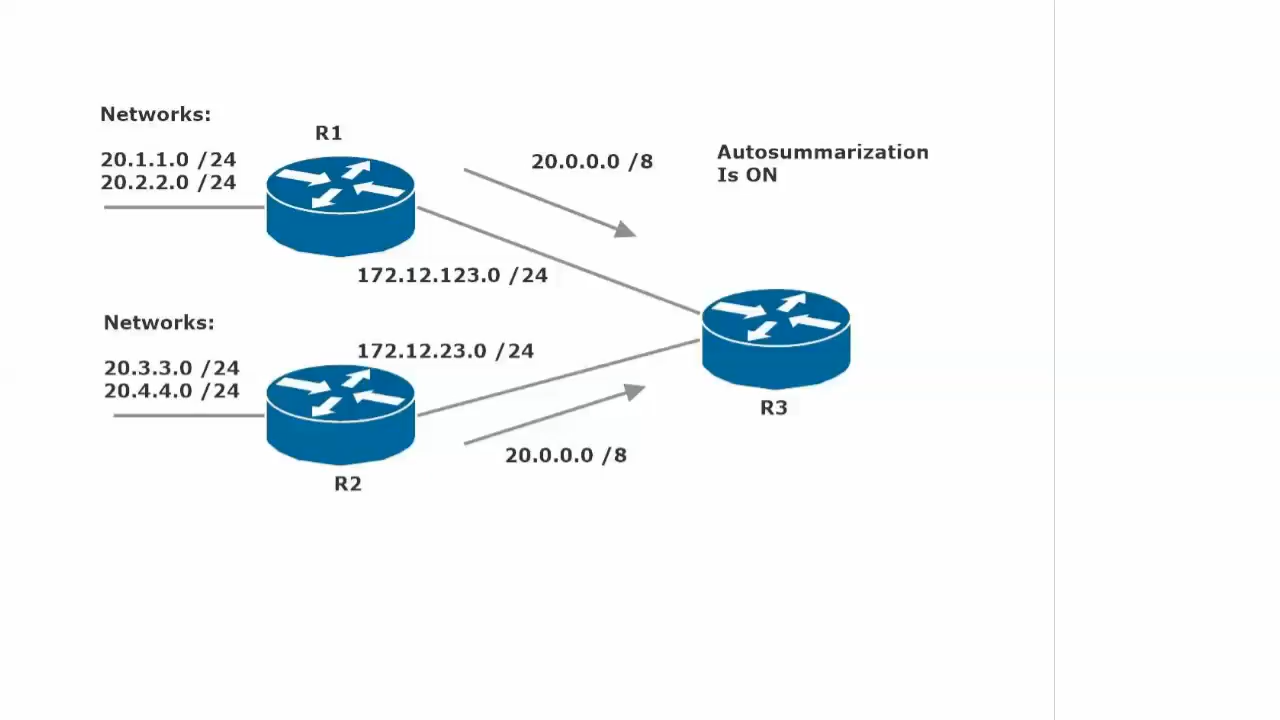 Networks:
20.1.1.0 /24
20.2.2.0 /24
R1
20.0.0.0 /8
Autosummarization
Is ON
172.12.123.0 /24
Networks:
20.3.3.0 /24
20.4.4.0 /24
172.12.23.0 /24
R3
20.0.0.0 /8
R2